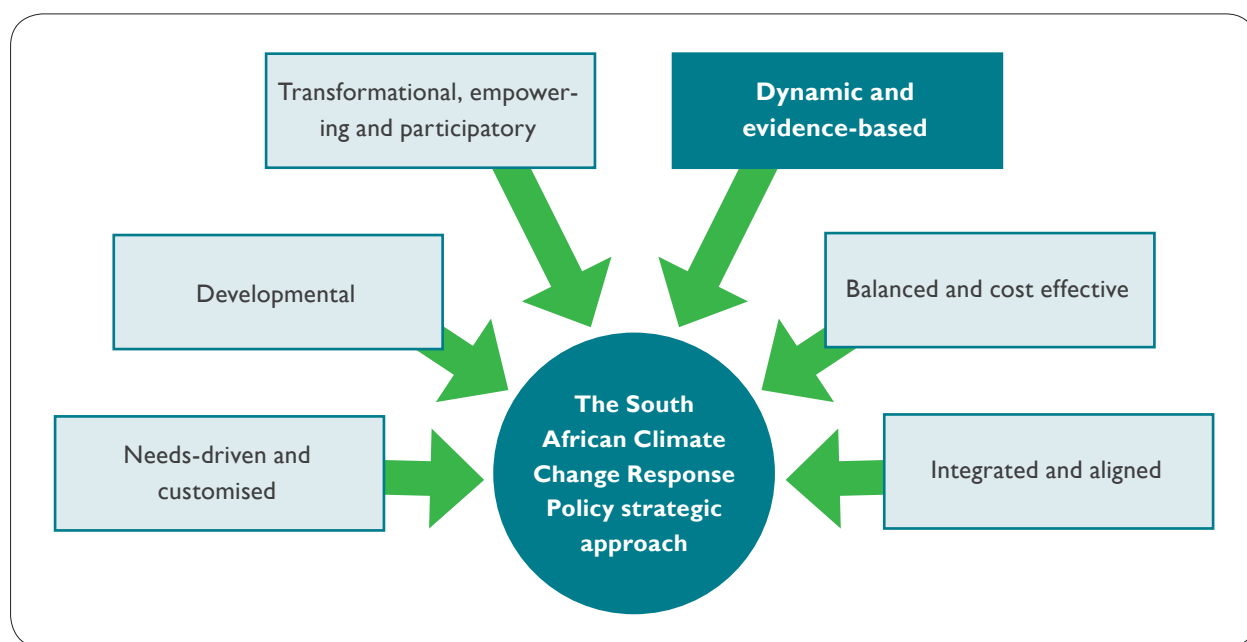 Transformational, empower-
ing and participatory
Dynamic and
evidence-based
Developmental
Balanced and cost effective
Needs-driven and
customised
The South
African Climate
Change Response
Policy strategic
approach
Integrated and aligned